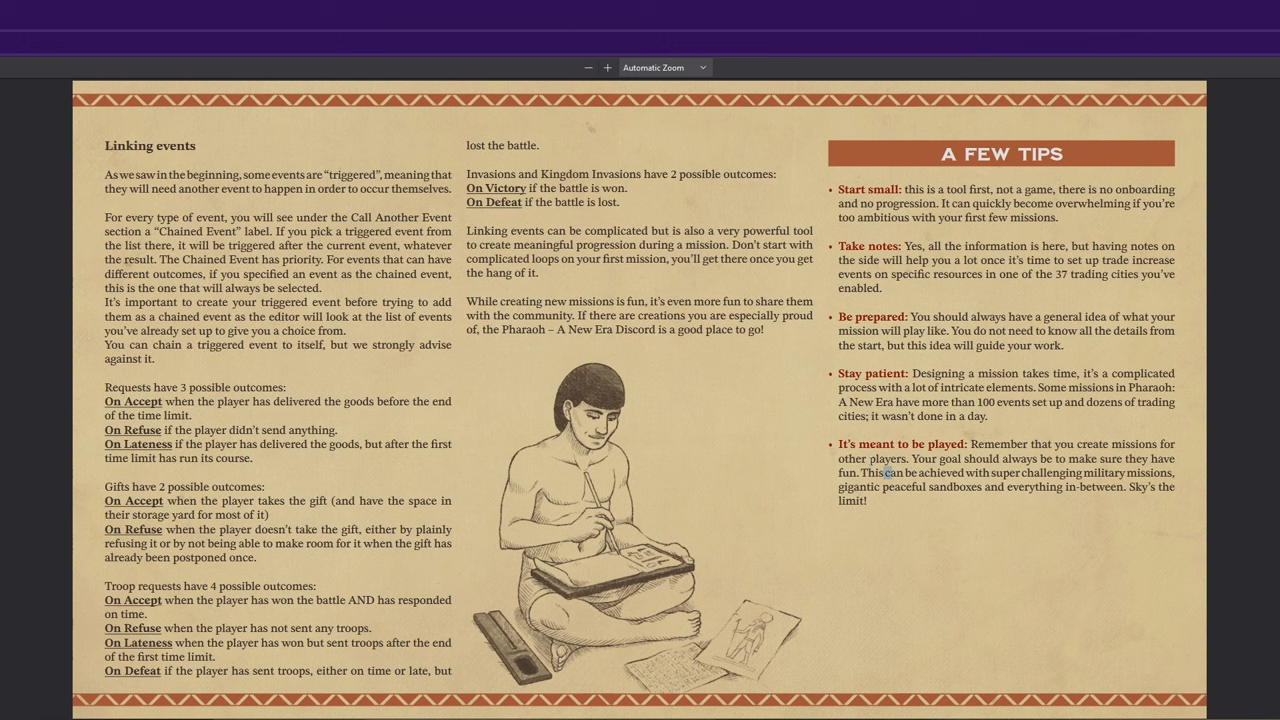 Automatic Zoom
Linking events
As we saw in the beginning, some events are “triggered”, meaning that
they will need another event to happen in order to occur themselves.
For every type of event, you will see under the Call Another Event
section a “Chained Event” label. If you pick a triggered event from
the list there, it will be triggered after the current event, whatever
the result. The Chained Event has priority. For events that can have
different outcomes, if you specified an event as the chained event,
this is the one that will always be selected.
It’s important to create your triggered event before trying to add
them as a chained event as the editor will look at the list of events
you’ve already set up to give you a choice from.
You can chain a triggered event to itself, but we strongly advise
against it.
Requests have 3 possible outcomes:
On Accept when the player has delivered the goods before the end
of the time limit.
On Refuse if the player didn’t send anything.
On Lateness if the player has delivered the goods, but after the first
time limit has run its course.
Gifts have 2 possible outcomes:
On Accept when the player takes the gift (and have the space in
their storage yard for most of it)
On Refuse when the player doesn’t take the gift, either by plainly
refusing it or by not being able to make room for it when the gift has
already been postponed once.
Troop requests have 4 possible outcomes:
On Accept when the player has won the battle AND has responded
on time.
On Refuse when the player has not sent any troops.
On Lateness when the player has won but sent troops after the end
of the first time limit.
On Defeat if the player has sent troops, either on time or late, but
lost the battle.
Invasions and Kingdom Invasions have 2 possible outcomes:
On Victory if the battle is won.
On Defeat if the battle is lost.
Linking events can be complicated but is also a very powerful tool
to create meaningful progression during a mission. Don’t start with
complicated loops on your first mission, you’ll get there once you get
the hang of it.
While creating new missions is fun, it’s even more fun to share them
with the community. If there are creations you are especially proud
of, the Pharaoh – A New Era Discord is a good place to go!
A FEW TIPS
• Start small: this is a tool first, not a game, there is no onboarding
and no progression. It can quickly become overwhelming if you’re
too ambitious with your first few missions.
• Take notes: Yes, all the information is here, but having notes on
the side will help you a lot once it’s time to set up trade increase
events on specific resources in one of the 37 trading cities you’ve
enabled.
• Be prepared: You should always have a general idea of what your
mission will play like. You do not need to know all the details from
the start, but this idea will guide your work.
• Stay patient: Designing a mission takes time, it’s a complicated
process with a lot of intricate elements. Some missions in Pharaoh:
A New Era have more than 100 events set up and dozens of trading
cities; it wasn’t done in a day.
• It’s meant to be played: Remember that you create missions for
other players. Your goal should always be to make sure they have
fun. This can be achieved with super challenging military missions,
gigantic peaceful sandboxes and everything in-between. Sky’s the
limit!